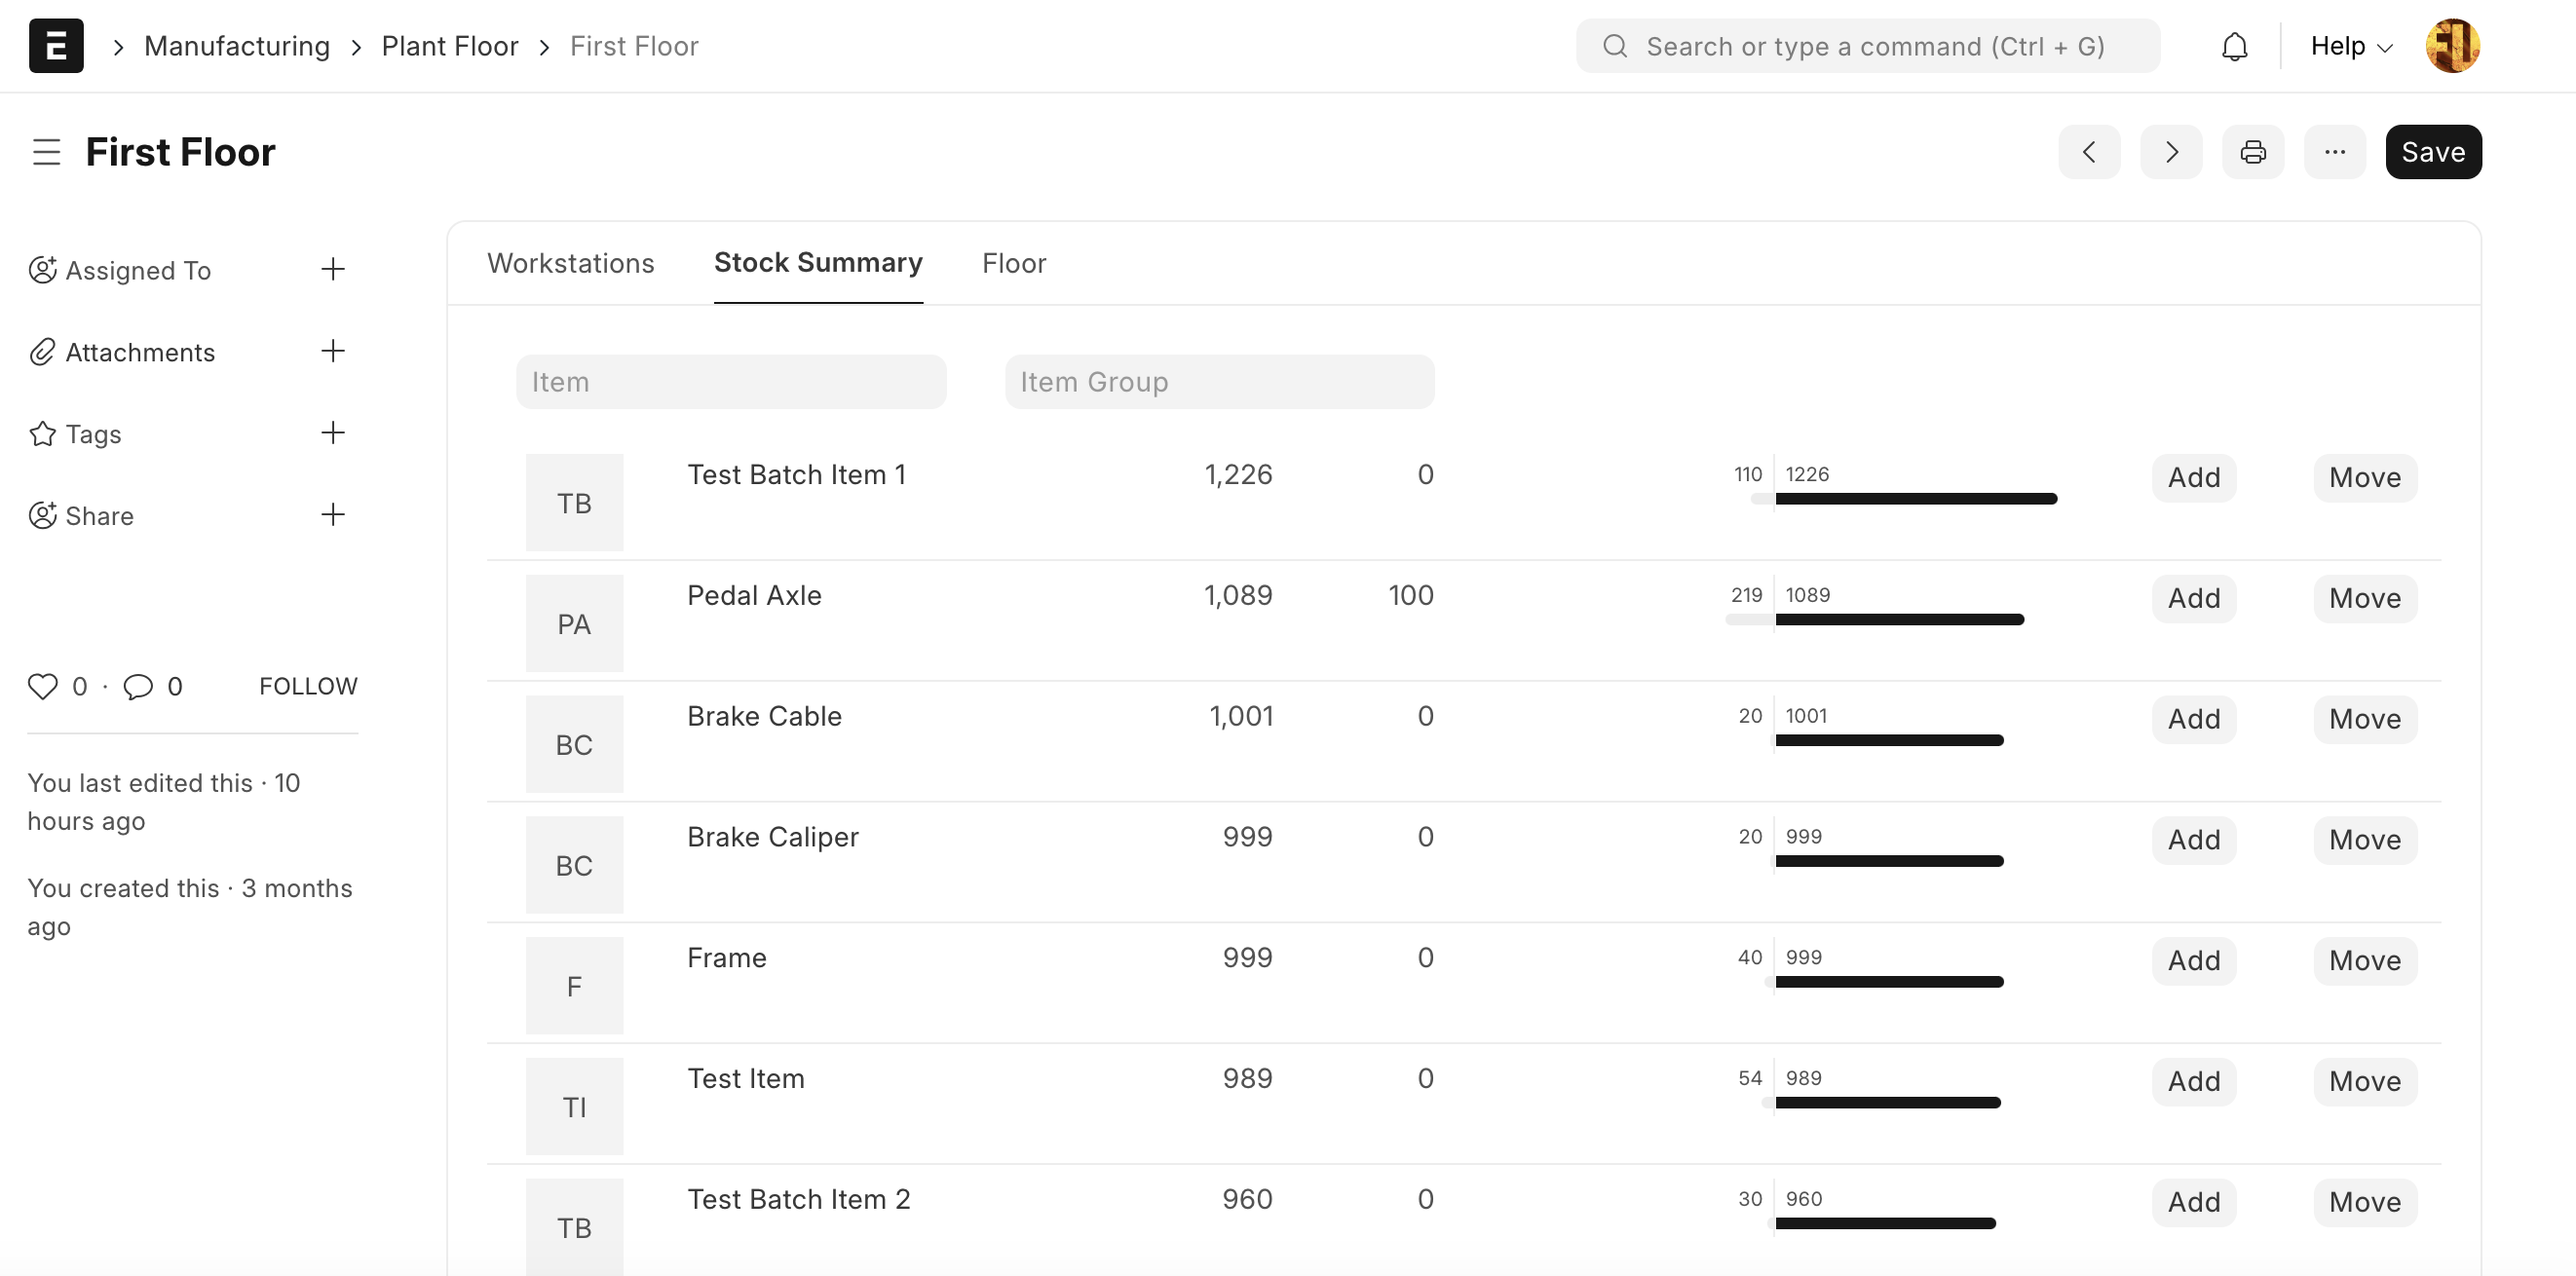 Manufacturing Plant Floor First Floor Search or type a command (Ctrl + G) Help
First Floor Save
Assigned To
Attachments
Tags
Share
0 · 0 FOLLOW
You last edited this · 10
hours ago
You created this · 3 months
ago
Workstations Stock Summary Floor
Item Item Group
TB Test Batch Item 1 1,226 0 110 1226 Add Move
PA Pedal Axle 1,089 100 219 1089 Add Move
BC Brake Cable 1,001 0 20 1001 Add Move
BC Brake Caliper 999 0 20 999 Add Move
F Frame 999 0 40 999 Add Move
TI Test Item 989 0 54 989 Add Move
TB Test Batch Item 2 960 0 30 960 Add Move